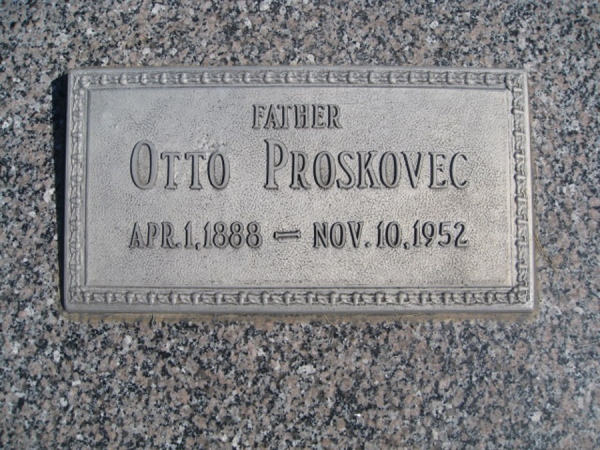 FATHER
OTTO PROSKOVEC
APR. 1, 1888 – NOV. 10, 1952